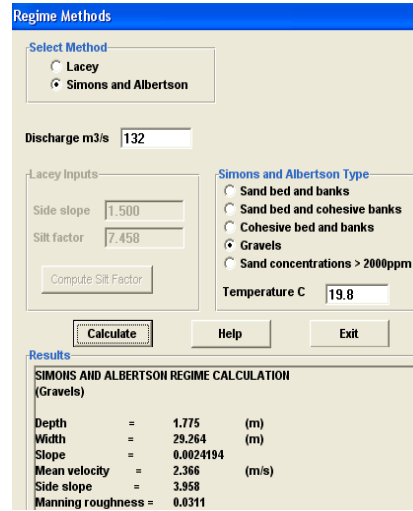 Regime Methods
Select Method
Lacey
Simons and Albertson
Discharge m3/s 132
Lacey Inputs
Side slope 1.500
Silt factor 7.458
Compute Silt Factor
Simons and Albertson Type
Sand bed and banks
Sand bed and cohesive banks
Cohesive bed and banks
Gravels
Sand concentrations > 2000ppm
Temperature C 19.8
Calculate Help Exit
Results
SIMONS AND ALBERTSON REGIME CALCULATION
(Gravels)
Depth = 1.775 (m)
Width = 29.264 (m)
Slope = 0.0024194
Mean velocity = 2.366 (m/s)
Side slope = 3.958
Manning roughness = 0.0311